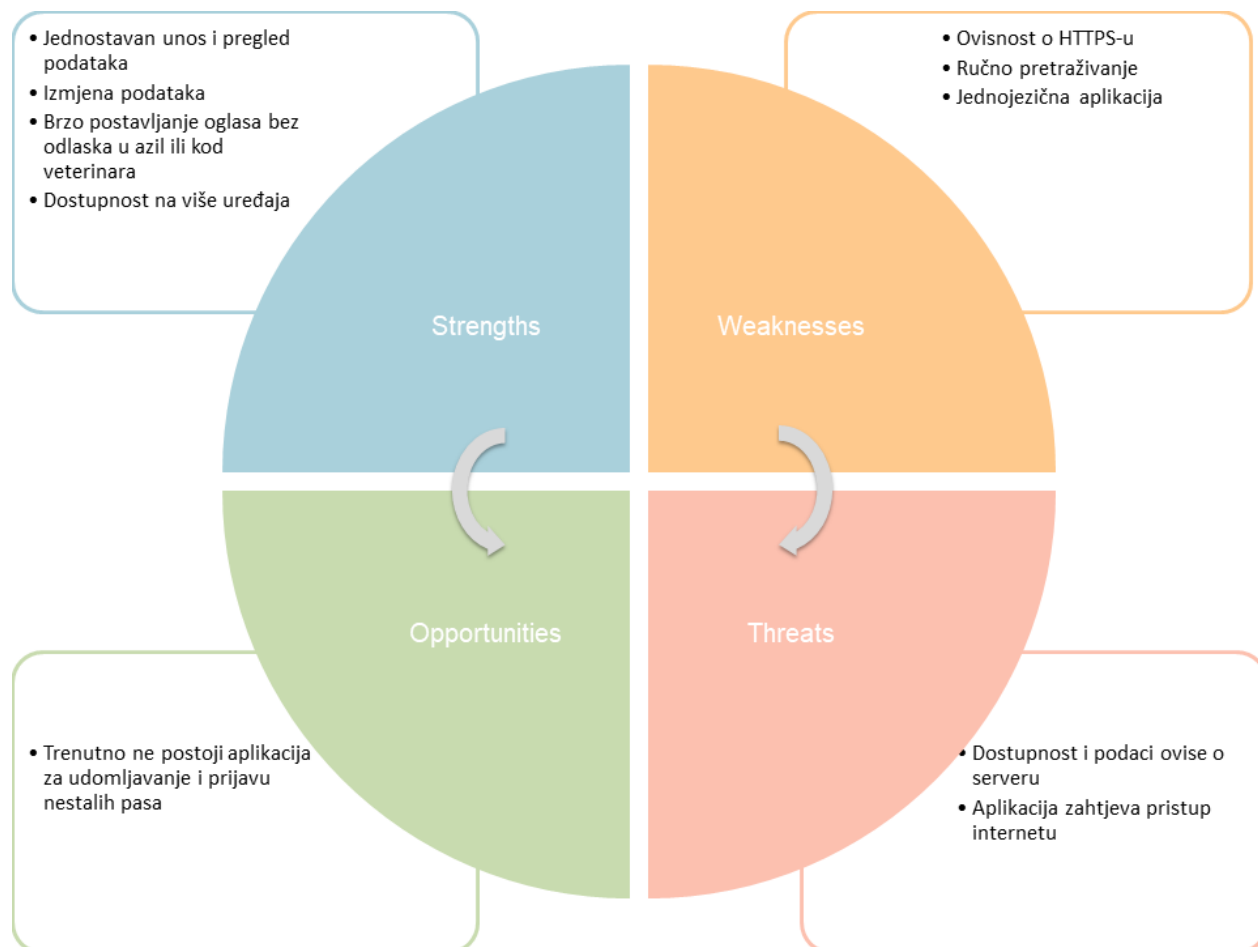 • Jednostavan unos i pregled
podataka
• Izmjena podataka
• Brzo postavljanje oglasa bez
odlaska u azil ili kod
veterinara
• Dostupnost na više uređaja
• Ovisnost o HTTPS-u
• Ručno pretraživanje
• Jednojezična aplikacija
Strengths
Weaknesses
Opportunities
Threats
• Trenutno ne postoji aplikacija
za udomljavanje i prijavu
nestalih pasa
• Dostupnost i podaci ovise o
serveru
• Aplikacija zahtjeva pristup
internetu